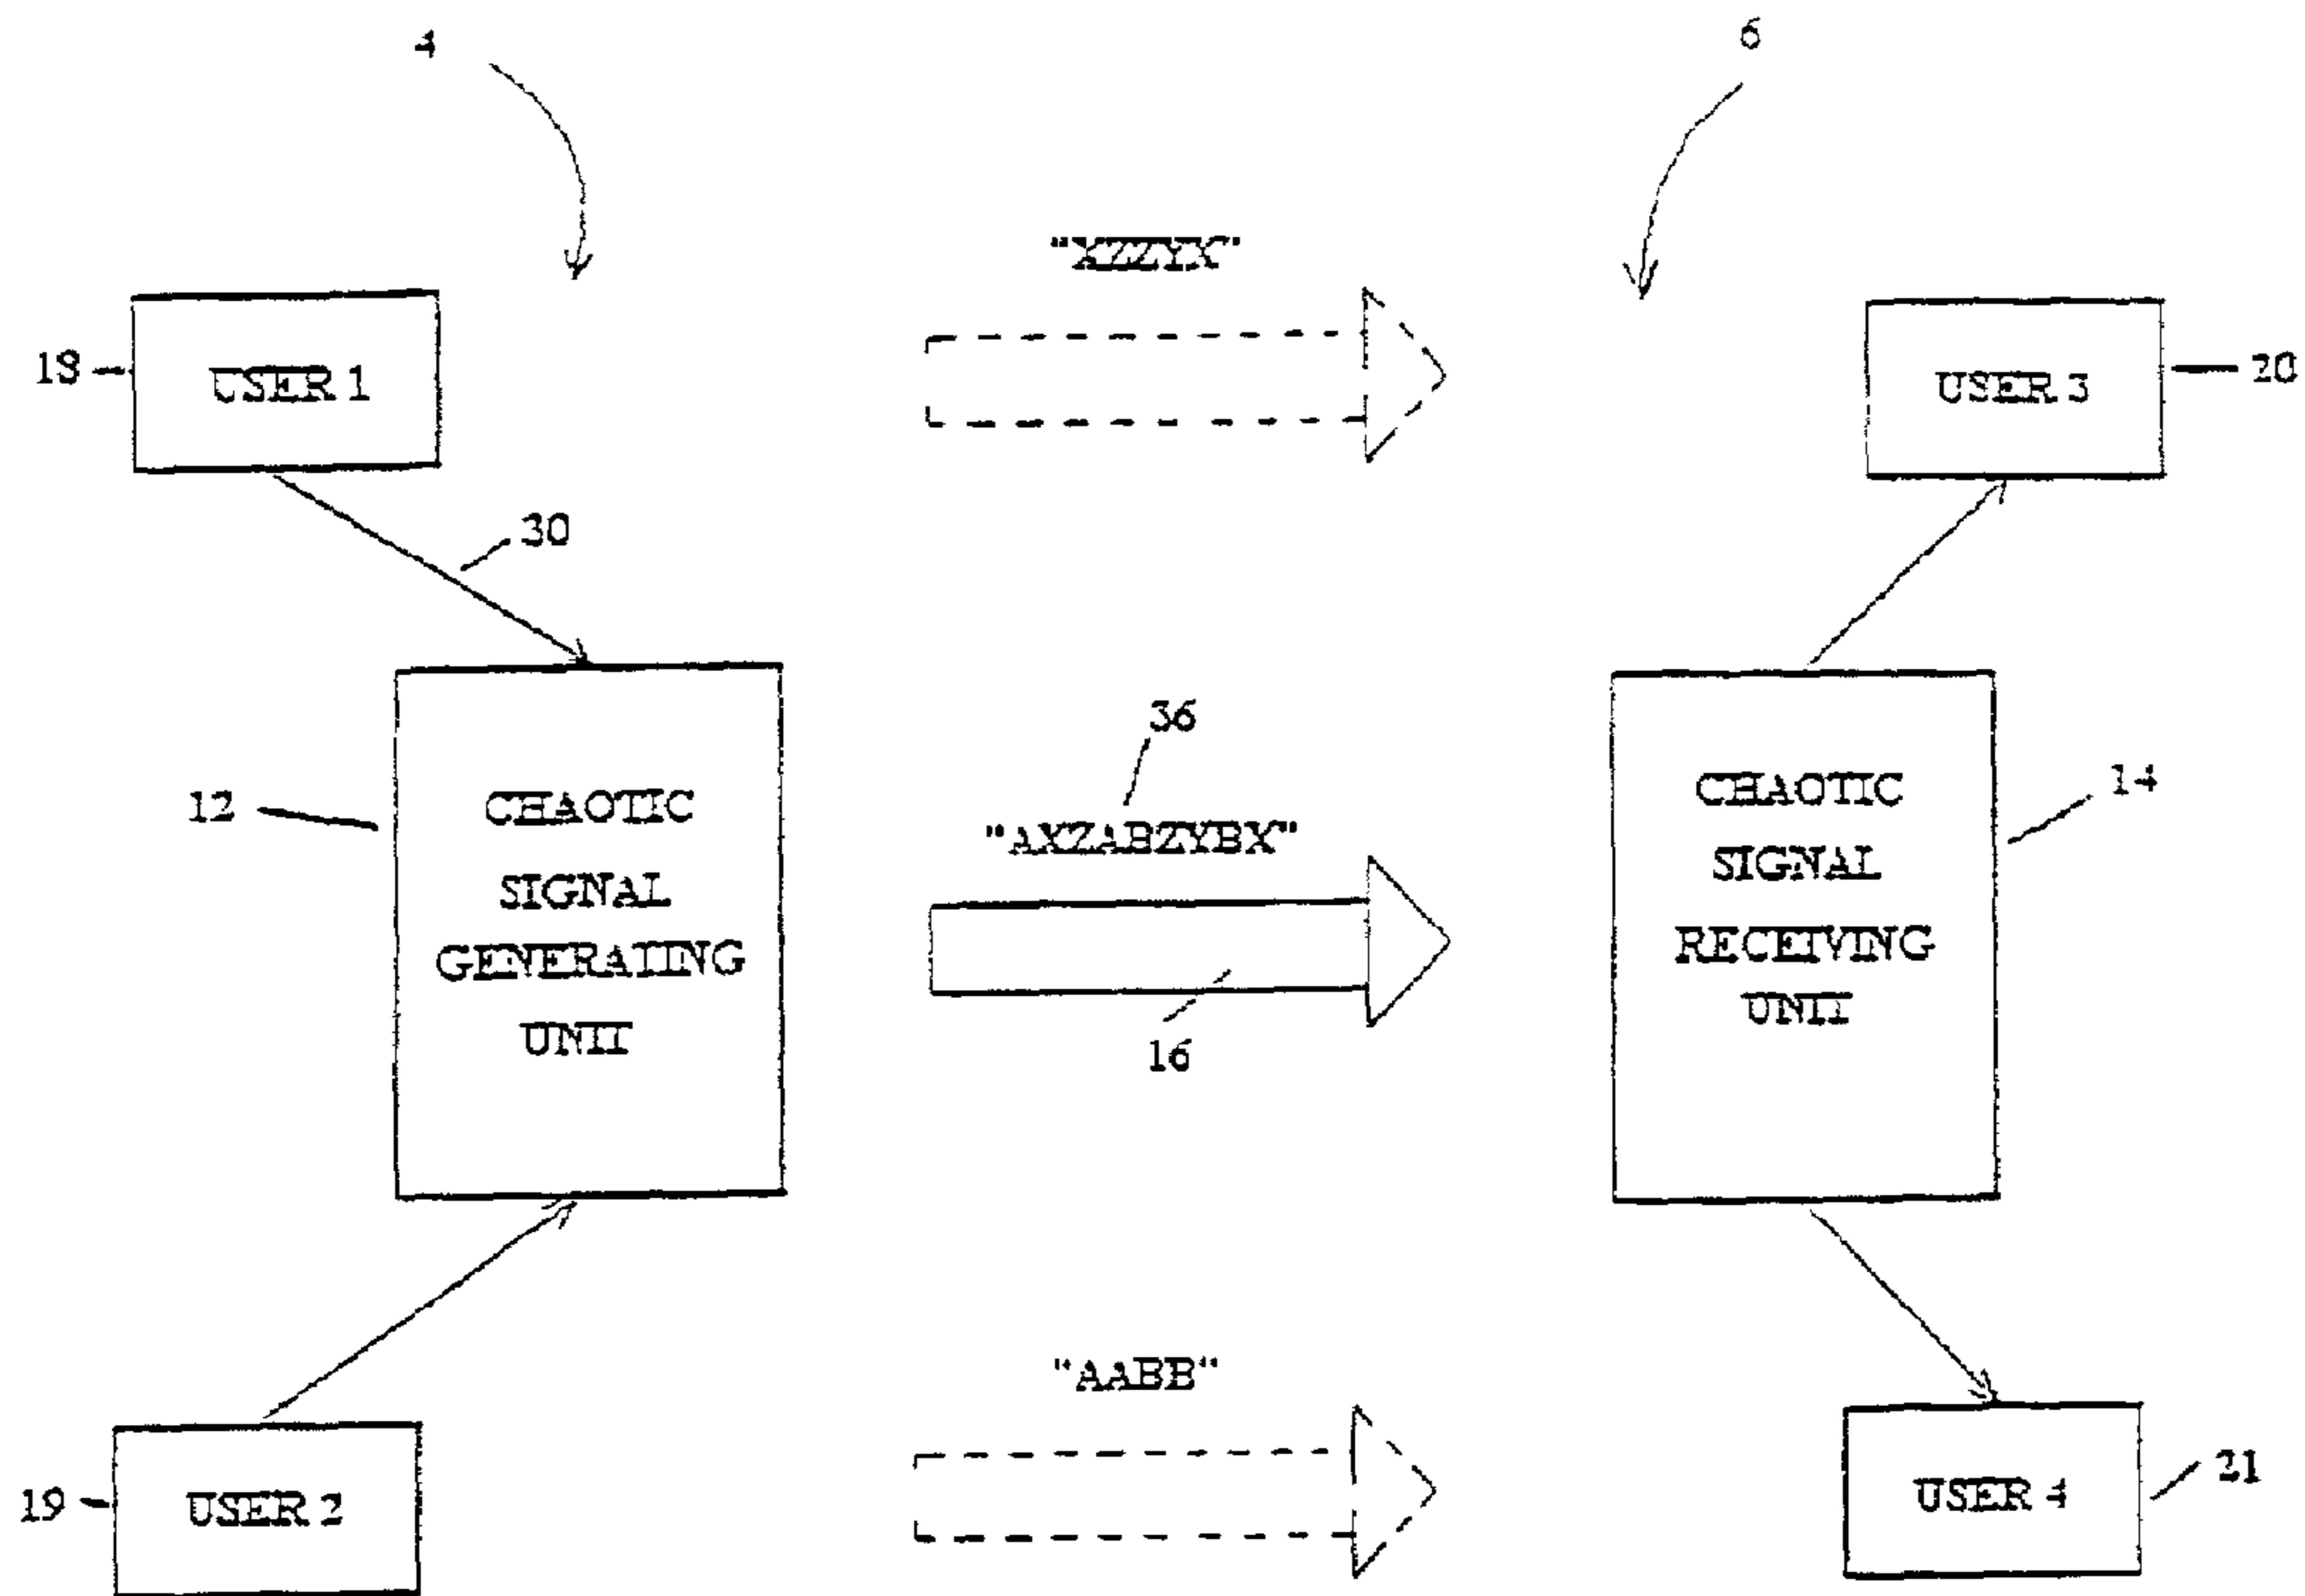 4
6
"XZZYX"
18
USER 1
USER 3
20
30
36
12
CHAOTIC
SIGNAL
GENERATING
UNIT
"AXZABZYBX"
CHAOTIC
SIGNAL
RECEIVING
UNIT
14
16
"AABB"
19
USER 2
USER 4
21